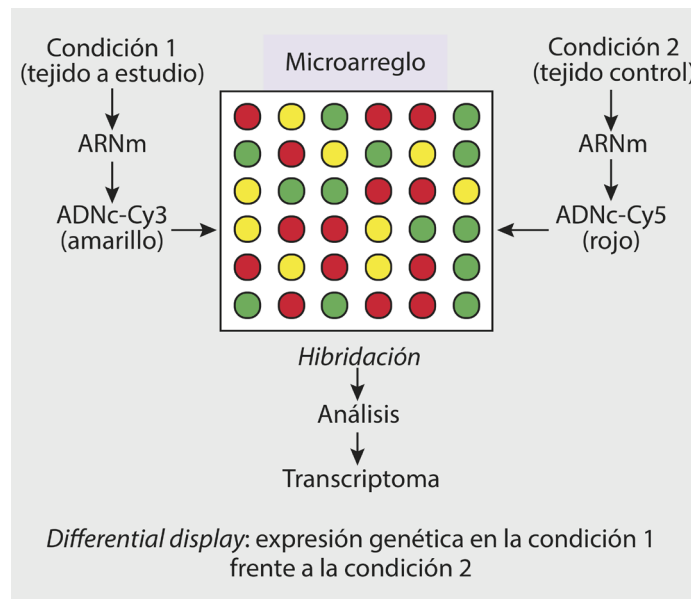 Condición 1
(tejido a estudio)
ARNm
ADNc-Cy3
(amarillo)
Microarreglo
Condición 2
(tejido control)
ARNm
ADNc-Cy5
(rojo)
Hibridación
Análisis
Transcriptoma
Differential display: expresión genética en la condición 1
frente a la condición 2